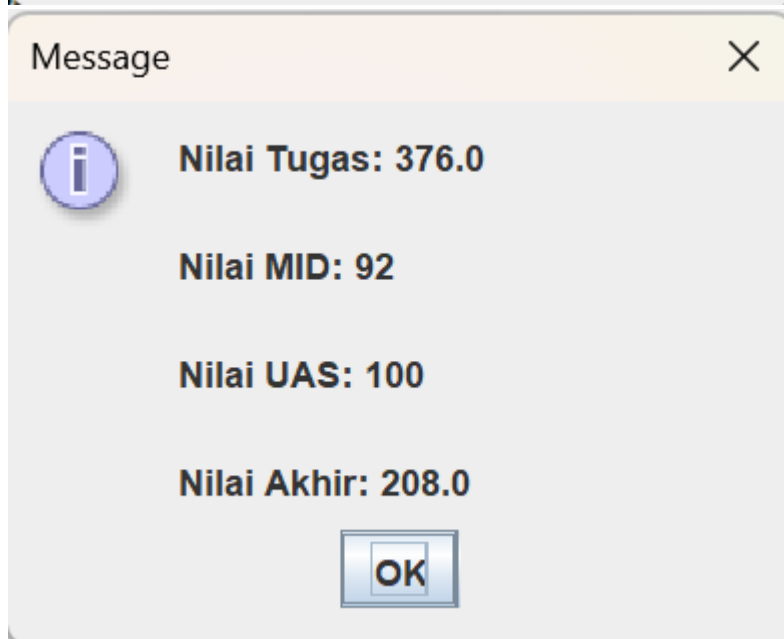 Message
Nilai Tugas: 376.0
Nilai MID: 92
Nilai UAS: 100
Nilai Akhir: 208.0
OK